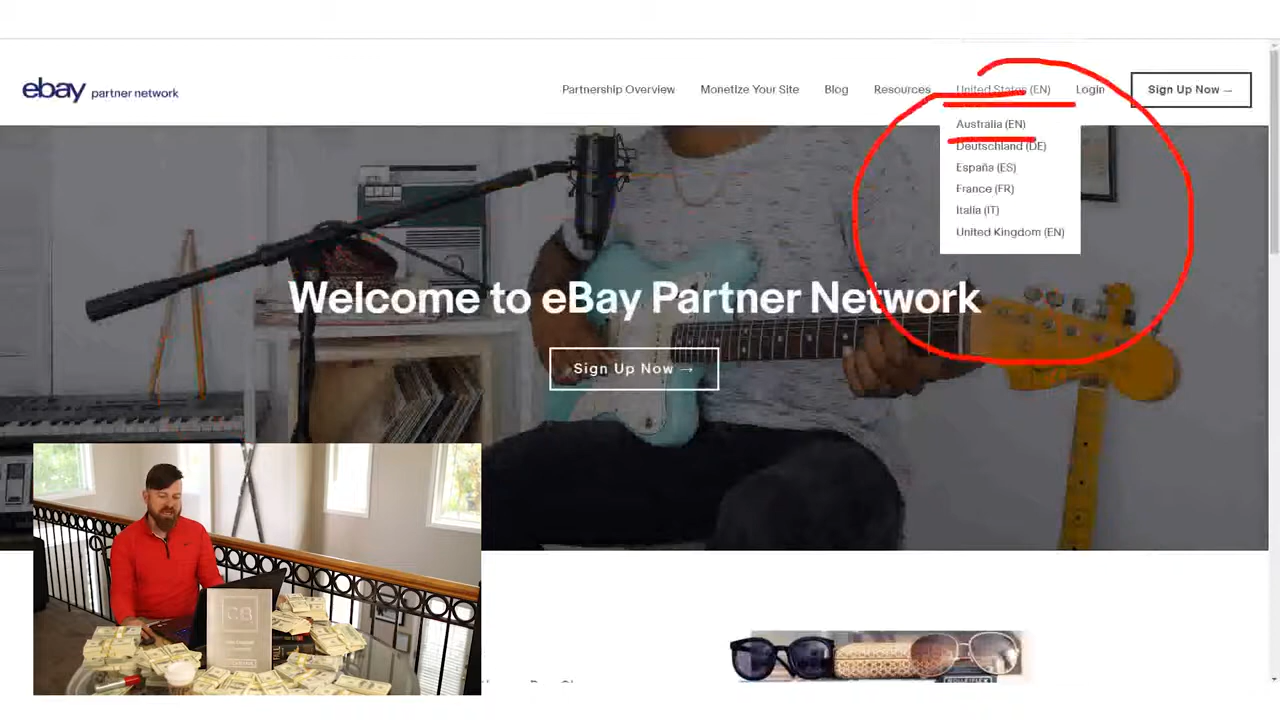 ebay partner network
Partnership Overview
Monetize Your Site
Blog
Resources
United States (EN)
Login
Sign Up Now →
Australia (EN)
Deutschland (DE)
España (ES)
France (FR)
Italia (IT)
United Kingdom (EN)
Welcome to eBay Partner Network
Sign Up Now →
CB